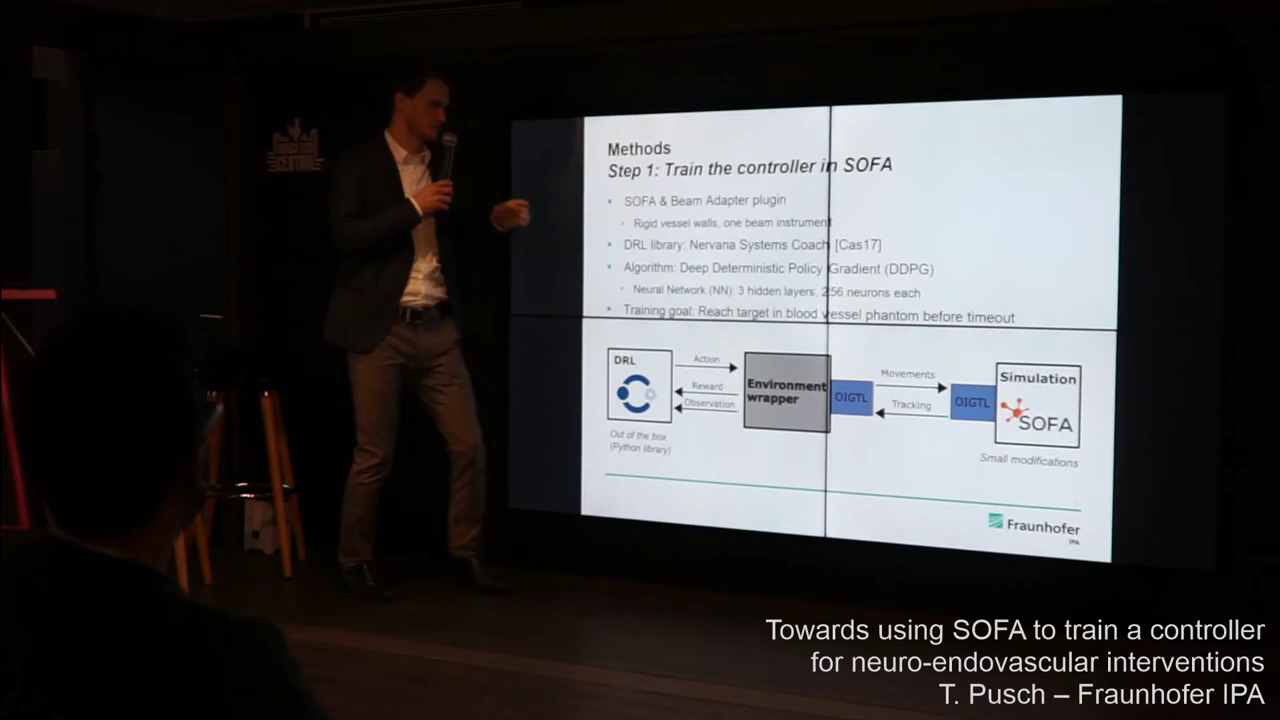 Methods
Step 1: Train the controller in SOFA
SOFA & Beam Adapter plugin
Rigid vessel walls, one beam instrument
DRL library: Nervana Systems Coach [Cas17]
Algorithm: Deep Deterministic Policy Gradient (DDPG)
Neural Network (NN): 3 hidden layers, 256 neurons each
Training goal: Reach target in blood vessel phantom before timeout
DRL
Action
Reward
Observation
Out of the box
(Python library)
Environment
wrapper
OIGTL
Movements
Tracking
OIGTL
Simulation
SOFA
Small modifications
Fraunhofer
IPA
Towards using SOFA to train a controller
for neuro-endovascular interventions
T. Pusch – Fraunhofer IPA